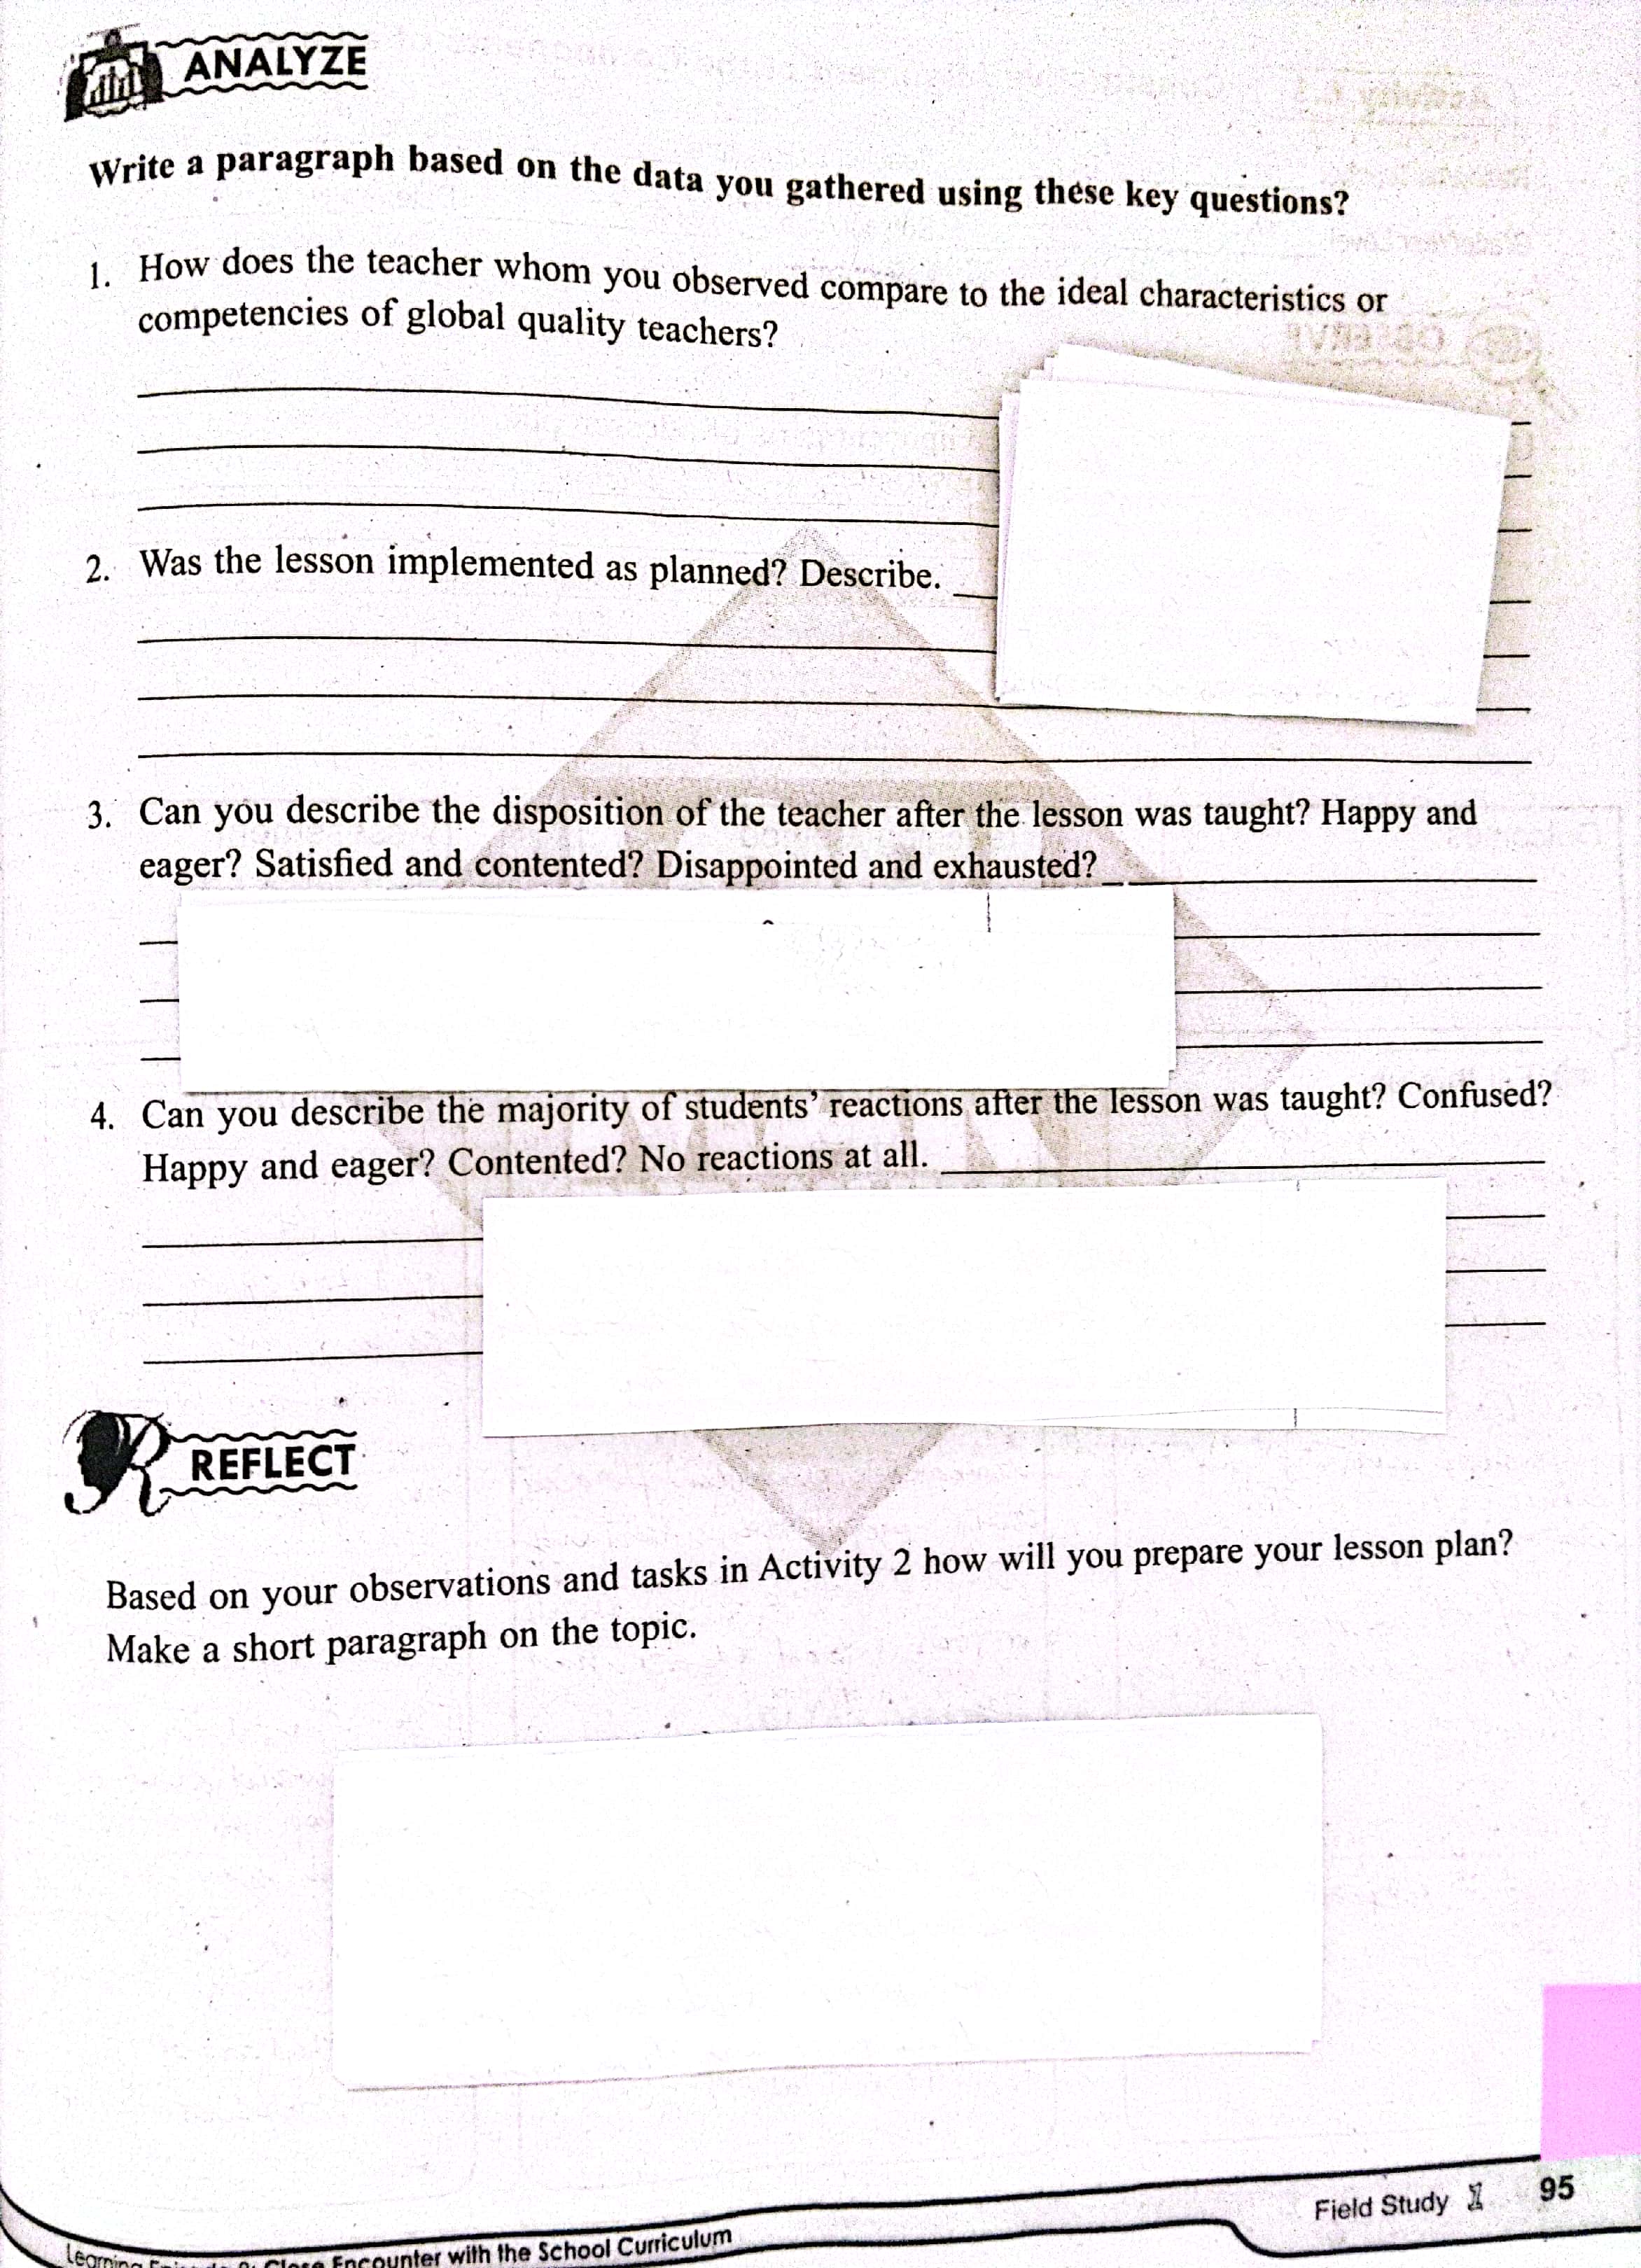 ANALYZE
Write a paragraph based on the data you gathered using these key questions?
1. How does the teacher whom you observed compare to the ideal characteristics or
competencies of global quality teachers?
2. Was the lesson implemented as planned? Describe.
3. Can you describe the disposition of the teacher after the lesson was taught? Happy and
eager? Satisfied and contented? Disappointed and exhausted?
4. Can you describe the majority of students' reactions after the lesson was taught? Confused?
Happy and eager? Contented? No reactions at all.
REFLECT
Based on your observations and tasks in Activity 2 how will you prepare your lesson plan?
Make a short paragraph on the topic.
Field Study 95
Learning Encounter with the School Curriculum